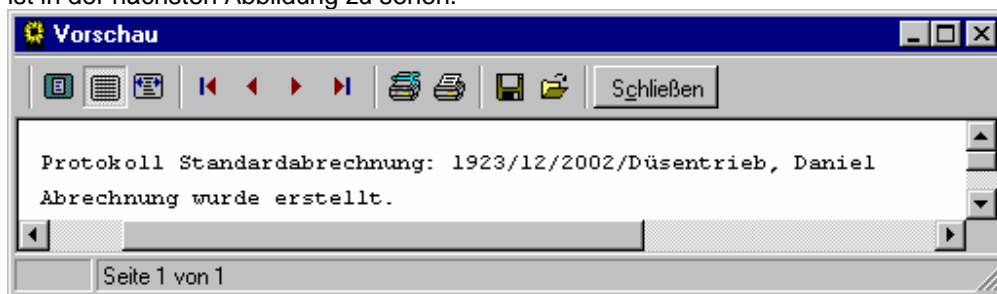 ist in der nächsten Abbildung zu sehen.
Vorschau
Schließen
Protokoll Standardabrechnung: 1923/12/2002/Düsentrieb, Daniel
Abrechnung wurde erstellt.
Seite 1 von 1